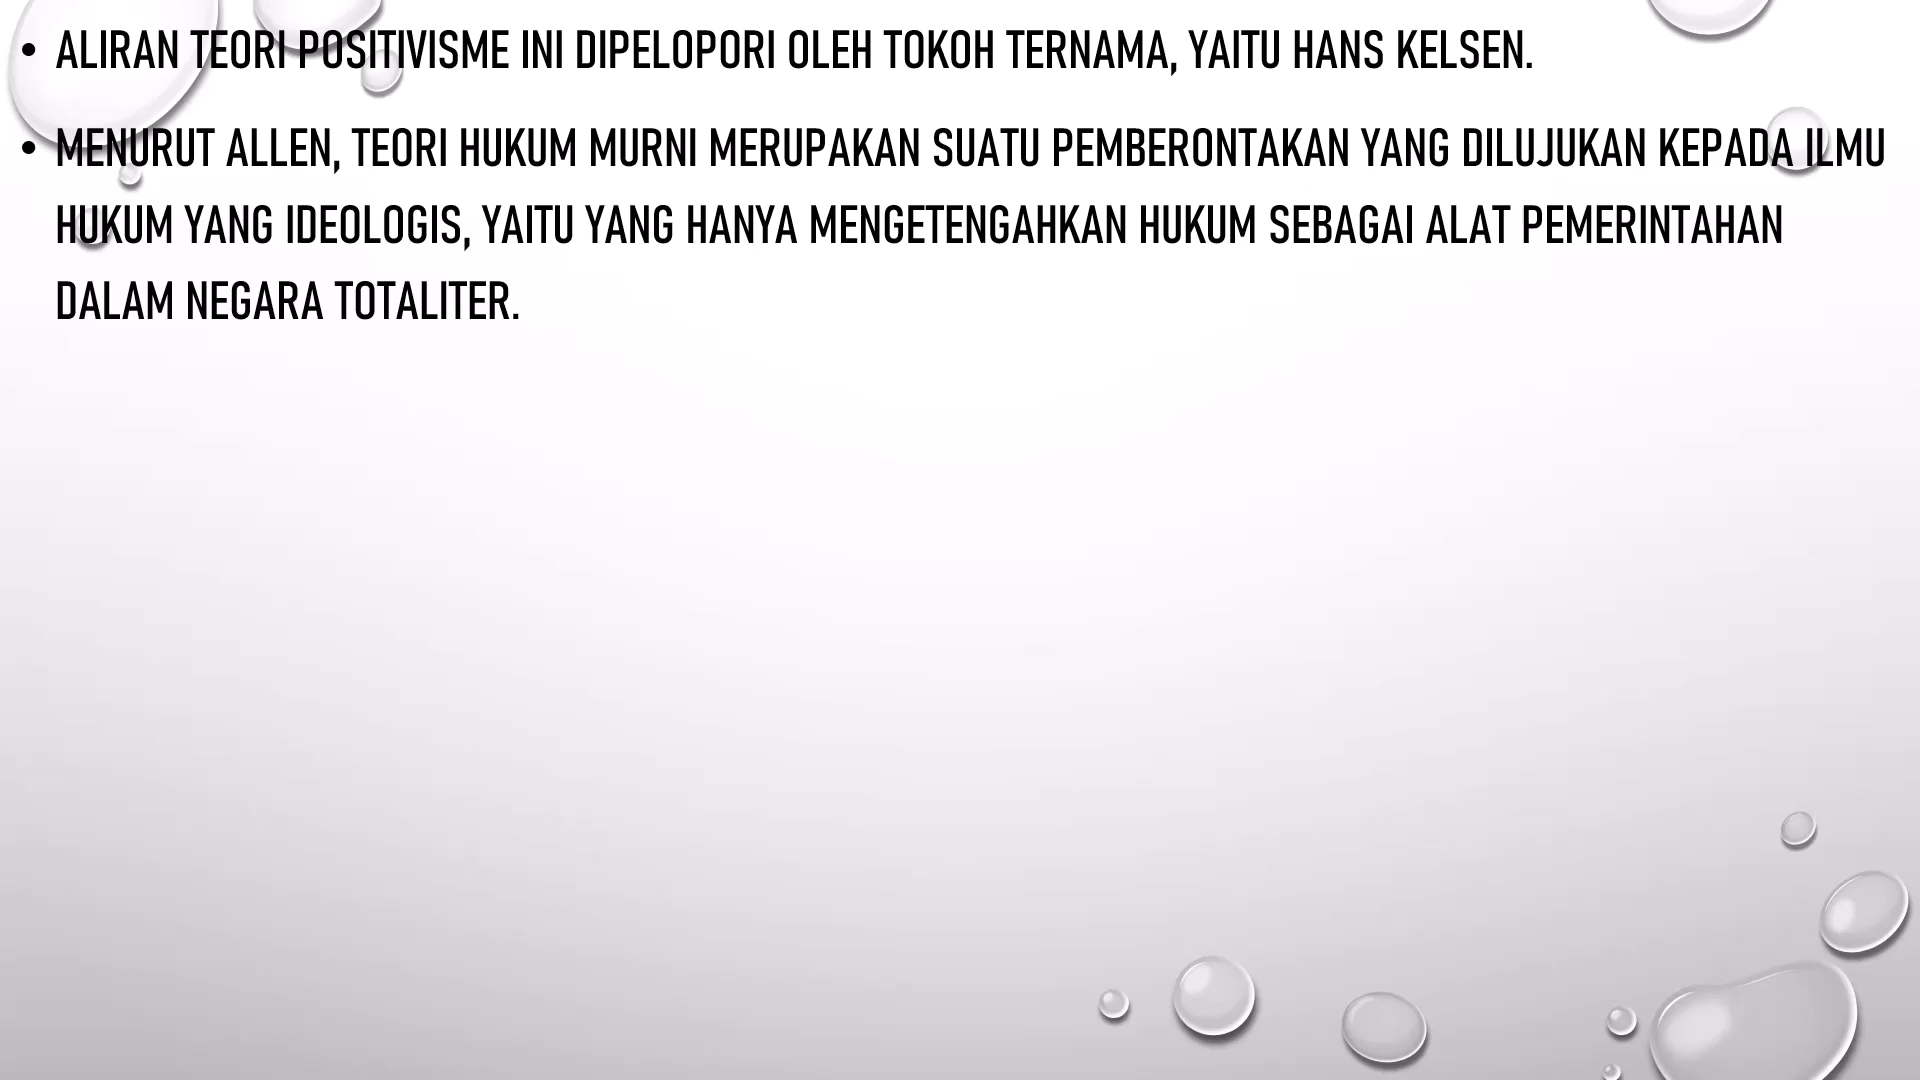 • ALIRAN TEORI POSITIVISME INI DIPELOPORI OLEH TOKOH TERNAMA, YAITU HANS KELSEN.
• MENURUT ALLEN, TEORI HUKUM MURNI MERUPAKAN SUATU PEMBERONTAKAN YANG DILUJUKAN KEPADA ILMU
HUKUM YANG IDEOLOGIS, YAITU YANG HANYA MENGETENGAHKAN HUKUM SEBAGAI ALAT PEMERINTAHAN
DALAM NEGARA TOTALITER.